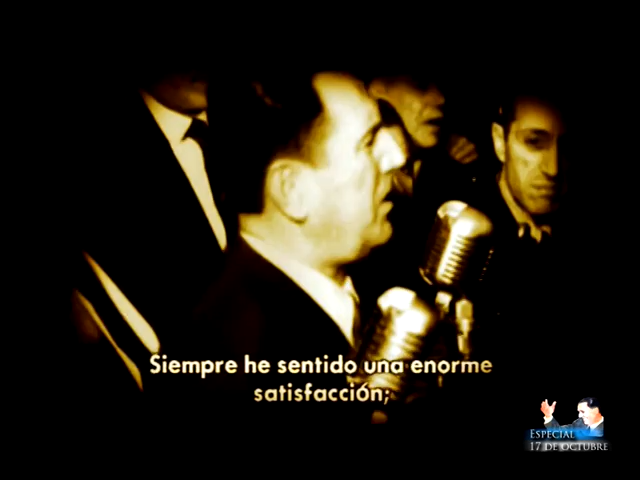 Siempre he sentido una enorme
satisfacción;
ESPECIAL
17 DE OCTUBRE